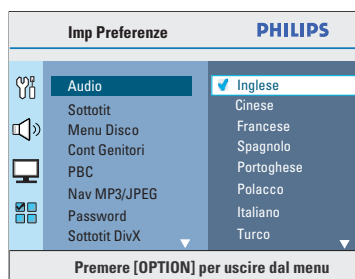 Imp Preferenze
PHILIPS
Audio
Sottotit
Menu Disco
Cont Genitori
PBC
Nav MP3/JPEG
Password
Sottotit DivX
Inglese
Cinese
Francese
Spagnolo
Portoghese
Polacco
Italiano
Turco
Premere [OPTION] per uscire dal menu